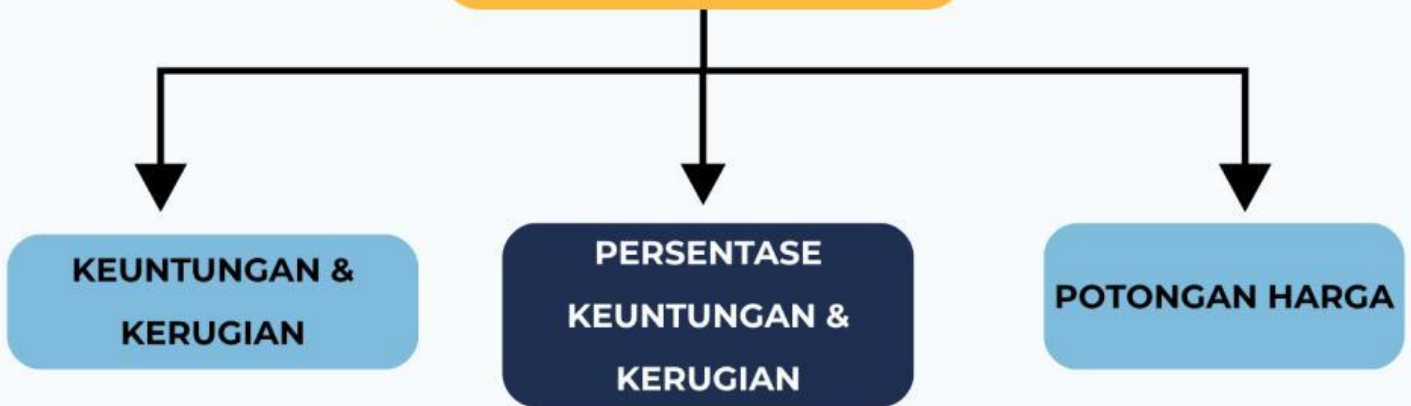 KEUNTUNGAN &
KERUGIAN
PERSENTASE
KEUNTUNGAN &
KERUGIAN
POTONGAN HARGA